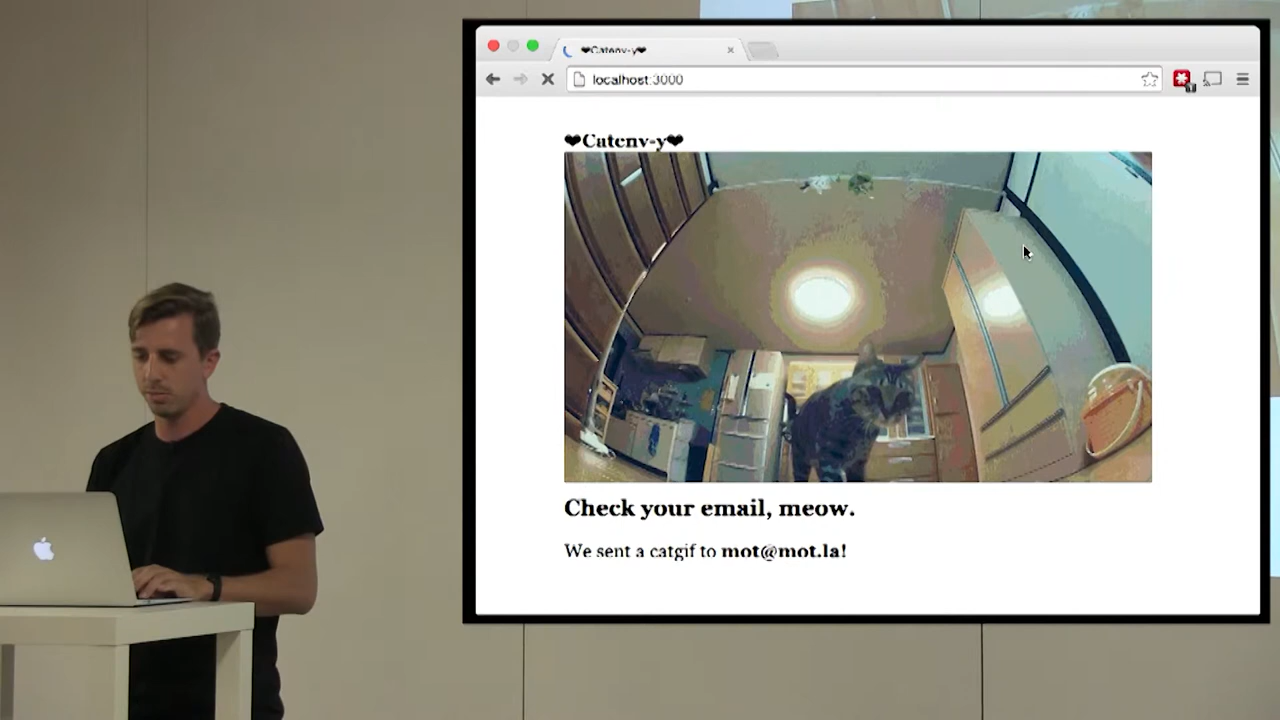 ❤Catenv-y❤
localhost:3000
❤Catenv-y❤
Check your email, meow.
We sent a catgif to mot@mot.la!